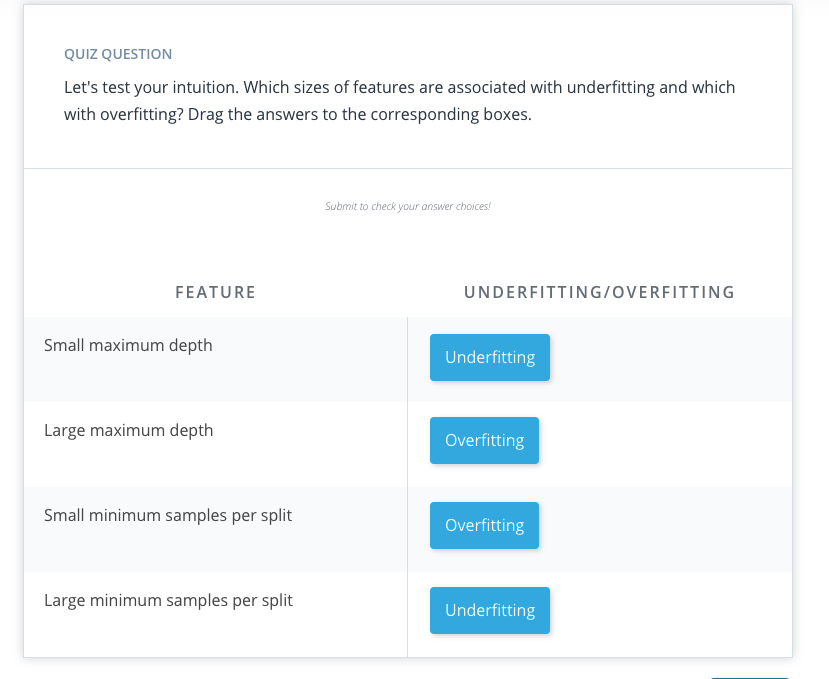 QUIZ QUESTION
Let's test your intuition. Which sizes of features are associated with underfitting and which
with overfitting? Drag the answers to the corresponding boxes.
Submit to check your answer choices!
FEATURE UNDERFITTING/OVERFITTING
Small maximum depth Underfitting
Large maximum depth Overfitting
Small minimum samples per split Overfitting
Large minimum samples per split Underfitting